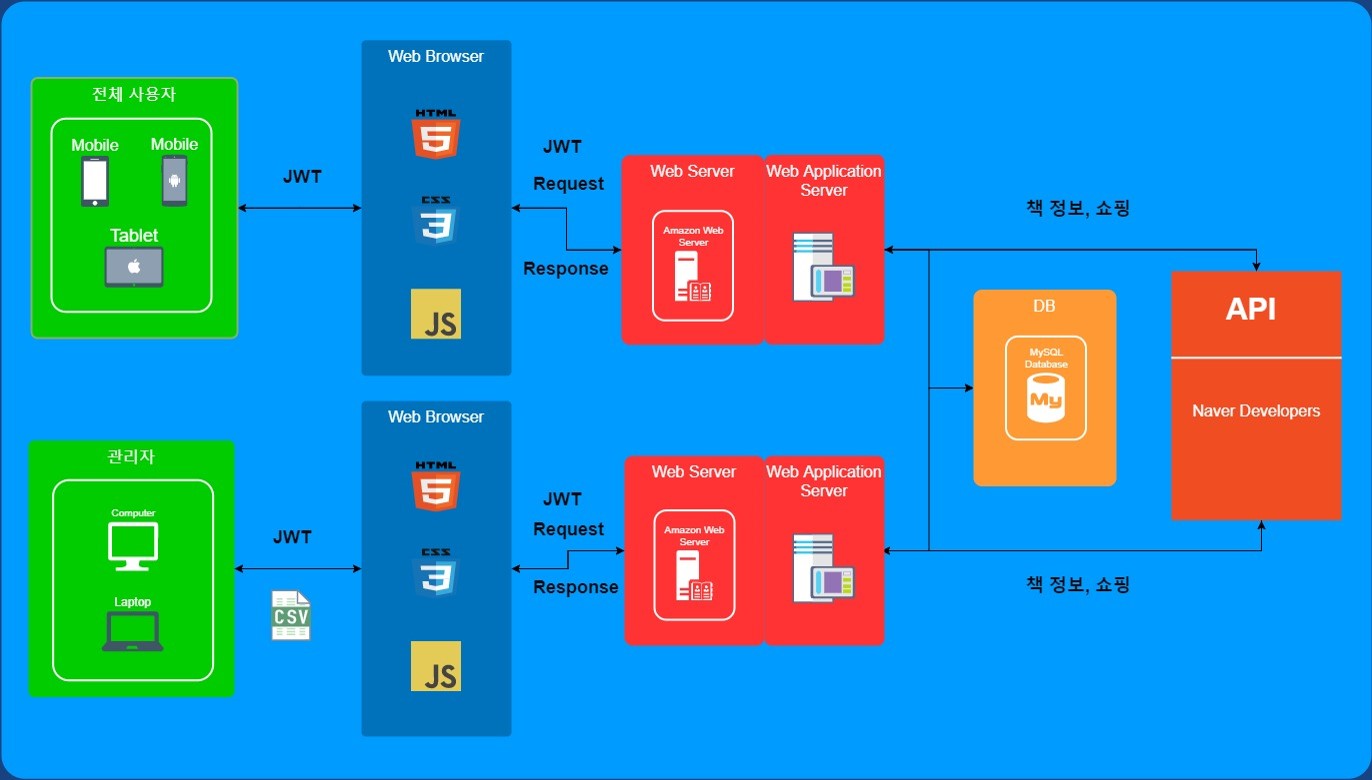 전체 사용자
Mobile
Mobile
Tablet
JWT
Web Browser
HTML
5
CSS
3
JS
JWT
Request
Response
Web Server
Amazon Web
Server
Web Application
Server
책 정보, 쇼핑
DB
MySQL
Database
My
API
Naver Developers
관리자
Computer
Laptop
JWT
CSV
Web Browser
HTML
5
CSS
3
JS
JWT
Request
Response
Web Server
Amazon Web
Server
Web Application
Server
책 정보, 쇼핑